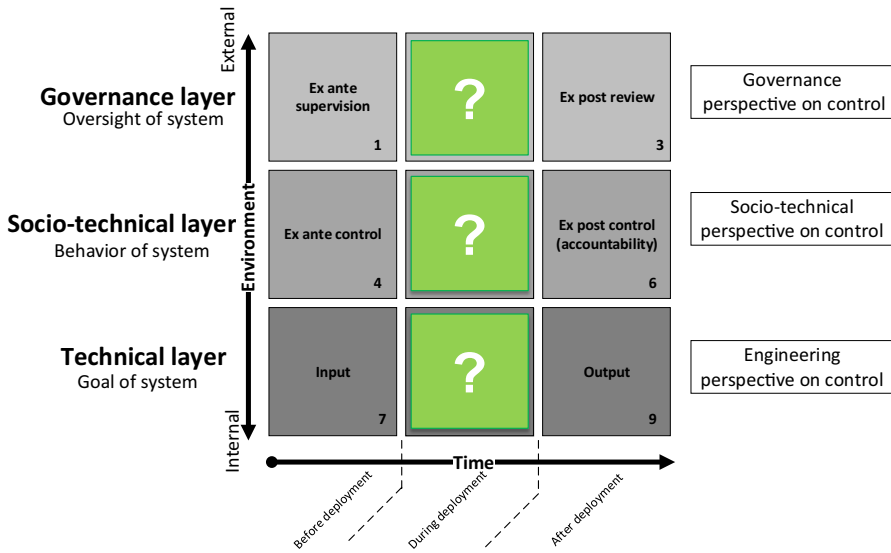 External
Governance layer
Oversight of system
Ex ante
supervision
1
?
Ex post review
3
Governance
perspective on control
Environment
Socio-technical layer
Behavior of system
Ex ante control
4
?
Ex post control
(accountability)
6
Socio-technical
perspective on control
Technical layer
Goal of system
Input
7
?
Output
9
Engineering
perspective on control
Internal
Time
Before deployment
During deployment
After deployment